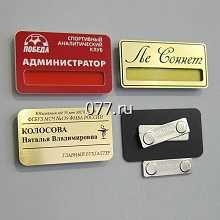 СПОРТИВНЫЙ
АНАЛИТИЧЕСКИЙ
КЛУБ
ПОБЕДА
АДМИНИСТРАТОР
Ле Соннет
077.ru
КОЛОСОВА
Наталья Владимировна
ГЛАВНЫЙ БУХГАЛТЕР